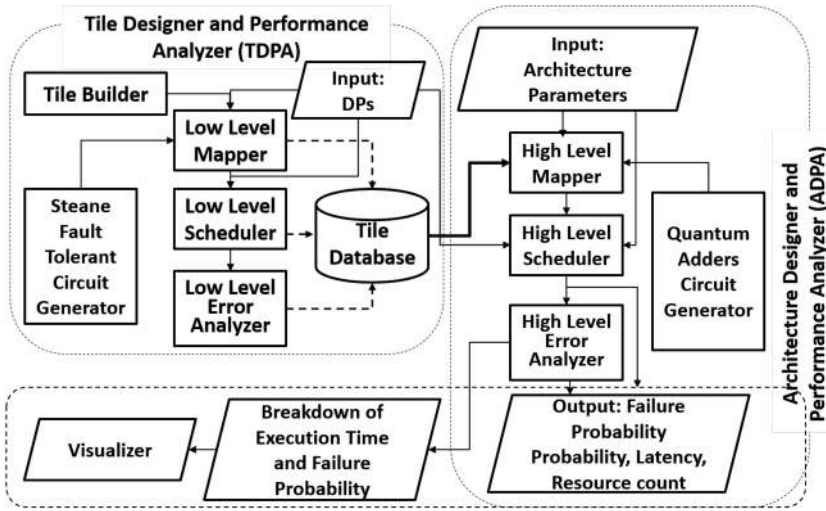 Tile Designer and Performance
Analyzer (TDPA)
Tile Builder
Input:
DPs
Low Level
Mapper
Steane
Fault
Tolerant
Circuit
Generator
Low Level
Scheduler
Tile
Database
Low Level
Error
Analyzer
Input:
Architecture
Parameters
High Level
Mapper
High Level
Scheduler
Quantum
Adders
Circuit
Generator
High Level
Error
Analyzer
Architecture Designer and
Performance Analyzer (ADPA)
Visualizer
Breakdown of
Execution Time
and Failure
Probability
Output: Failure
Probability
Probability, Latency,
Resource count